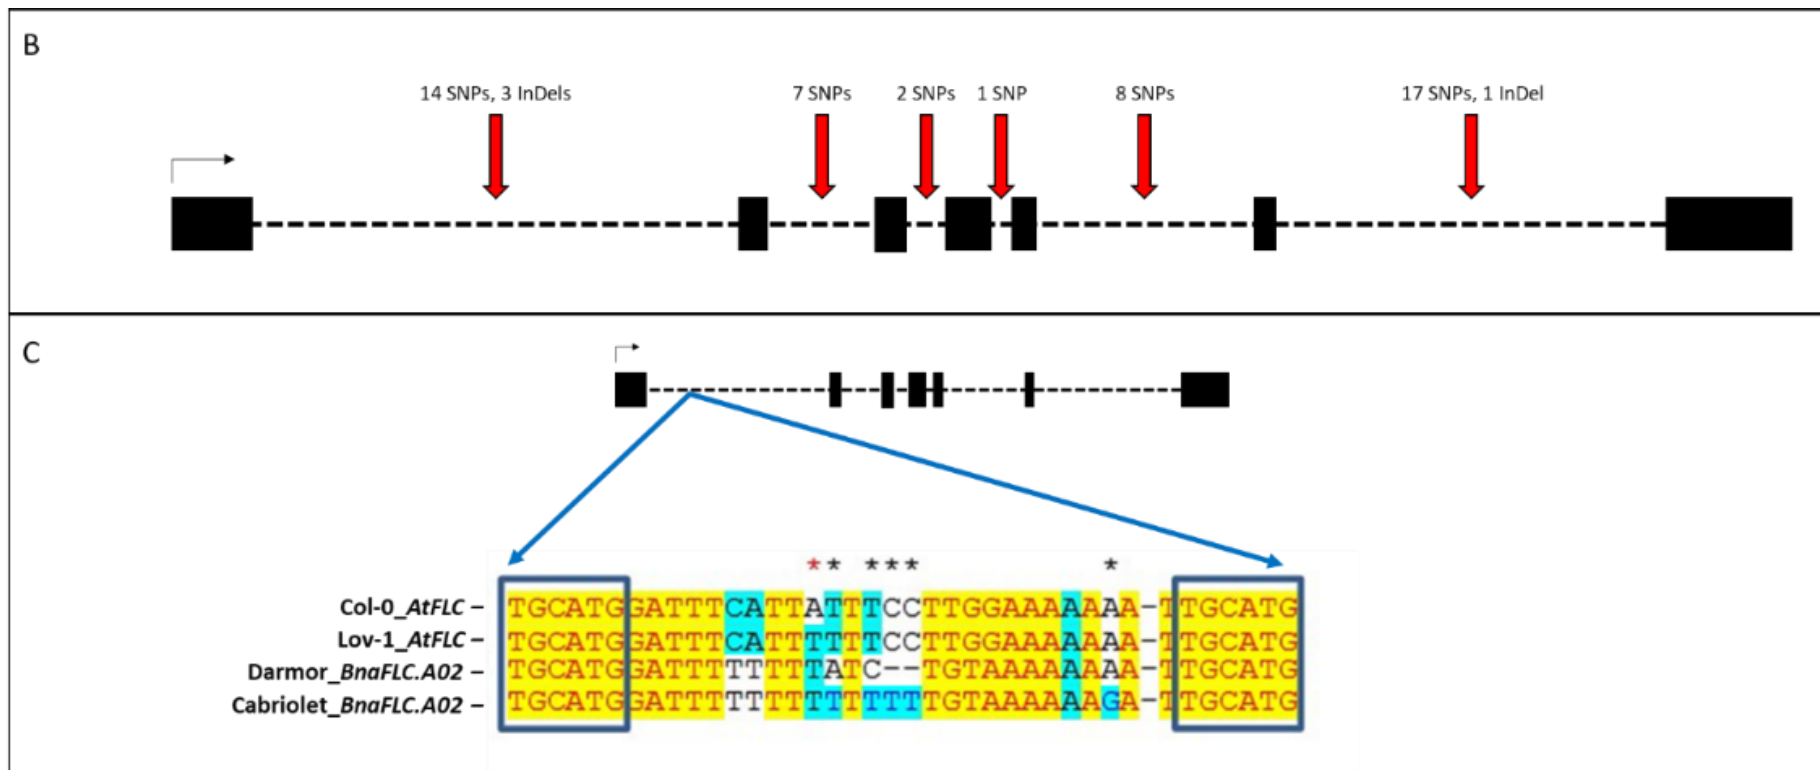 B
14 SNPs, 3 InDels 7 SNPs 2 SNPs 1 SNP 8 SNPs 17 SNPs, 1 InDel
C
** *** *
Col-0_AtFLC – TGCATGGATTTCATTATTTCCTTGGAAAAAAA-TTGCATG
Lov-1_AtFLC – TGCATGGATTTCATTTTTTCCTTGGAAAAAAA-TTGCATG
Darmor_BnaFLC.A02 – TGCATGGATTTTTTTTATC--TGTAAAAAAAA-TTGCATG
Cabriolet_BnaFLC.A02 – TGCATGGATTTTTTTTTTTTTTGTAAAAAAGA-TTGCATG